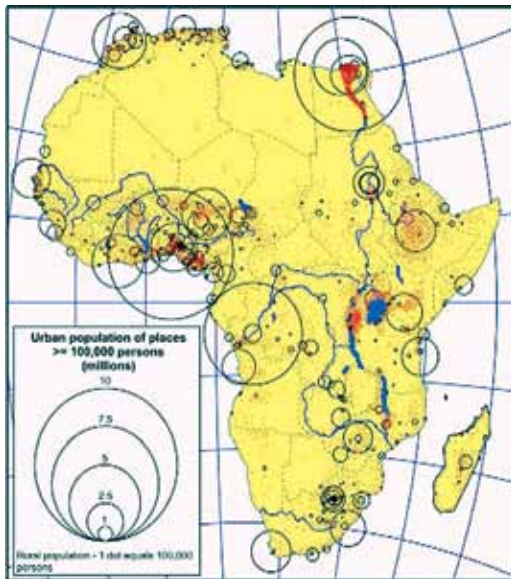 Urban population of places
>= 100,000 persons
(millions)
10
7.5
5
2.5
1
Rural population - 1 dot equals 100,000
persons